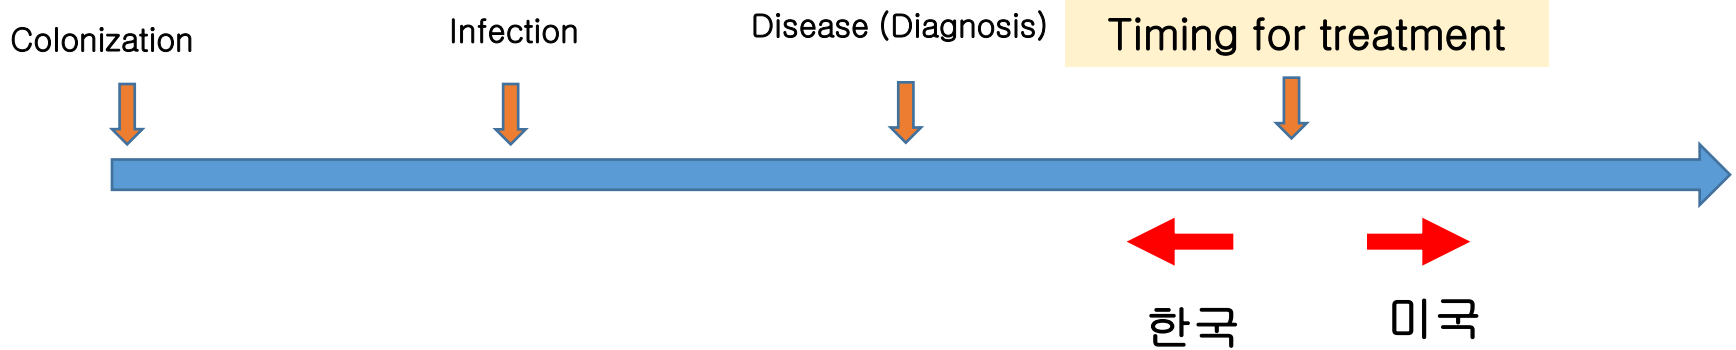 Colonization
Infection
Disease (Diagnosis)
Timing for treatment
한국
미국